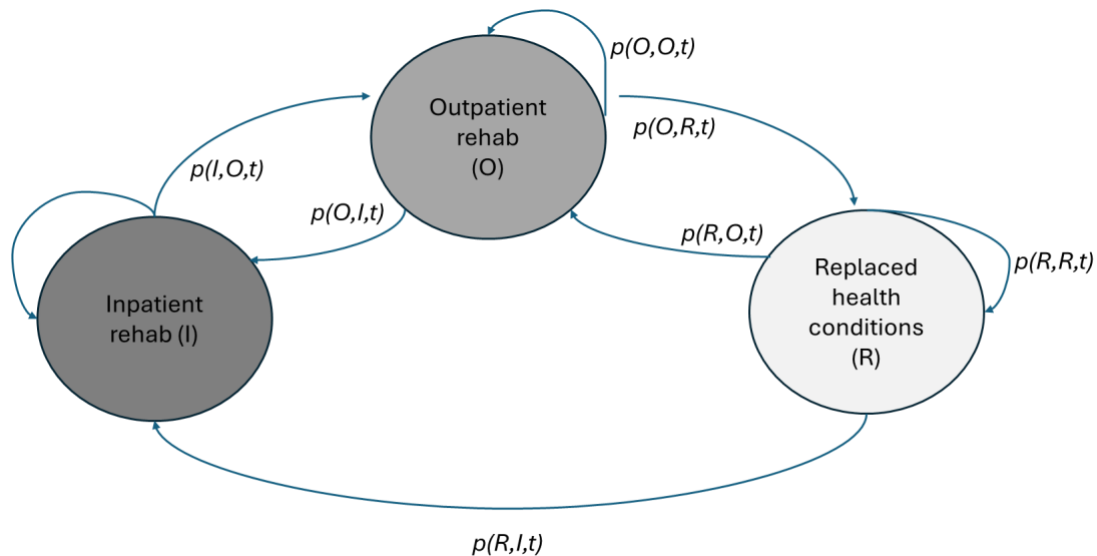 p(O,O,t)
Outpatient
rehab
(O)
p(O,R,t)
p(I,O,t)
p(O,I,t)
p(R,O,t)
p(R,R,t)
Replaced
health
conditions
(R)
Inpatient
rehab (I)
p(R,I,t)